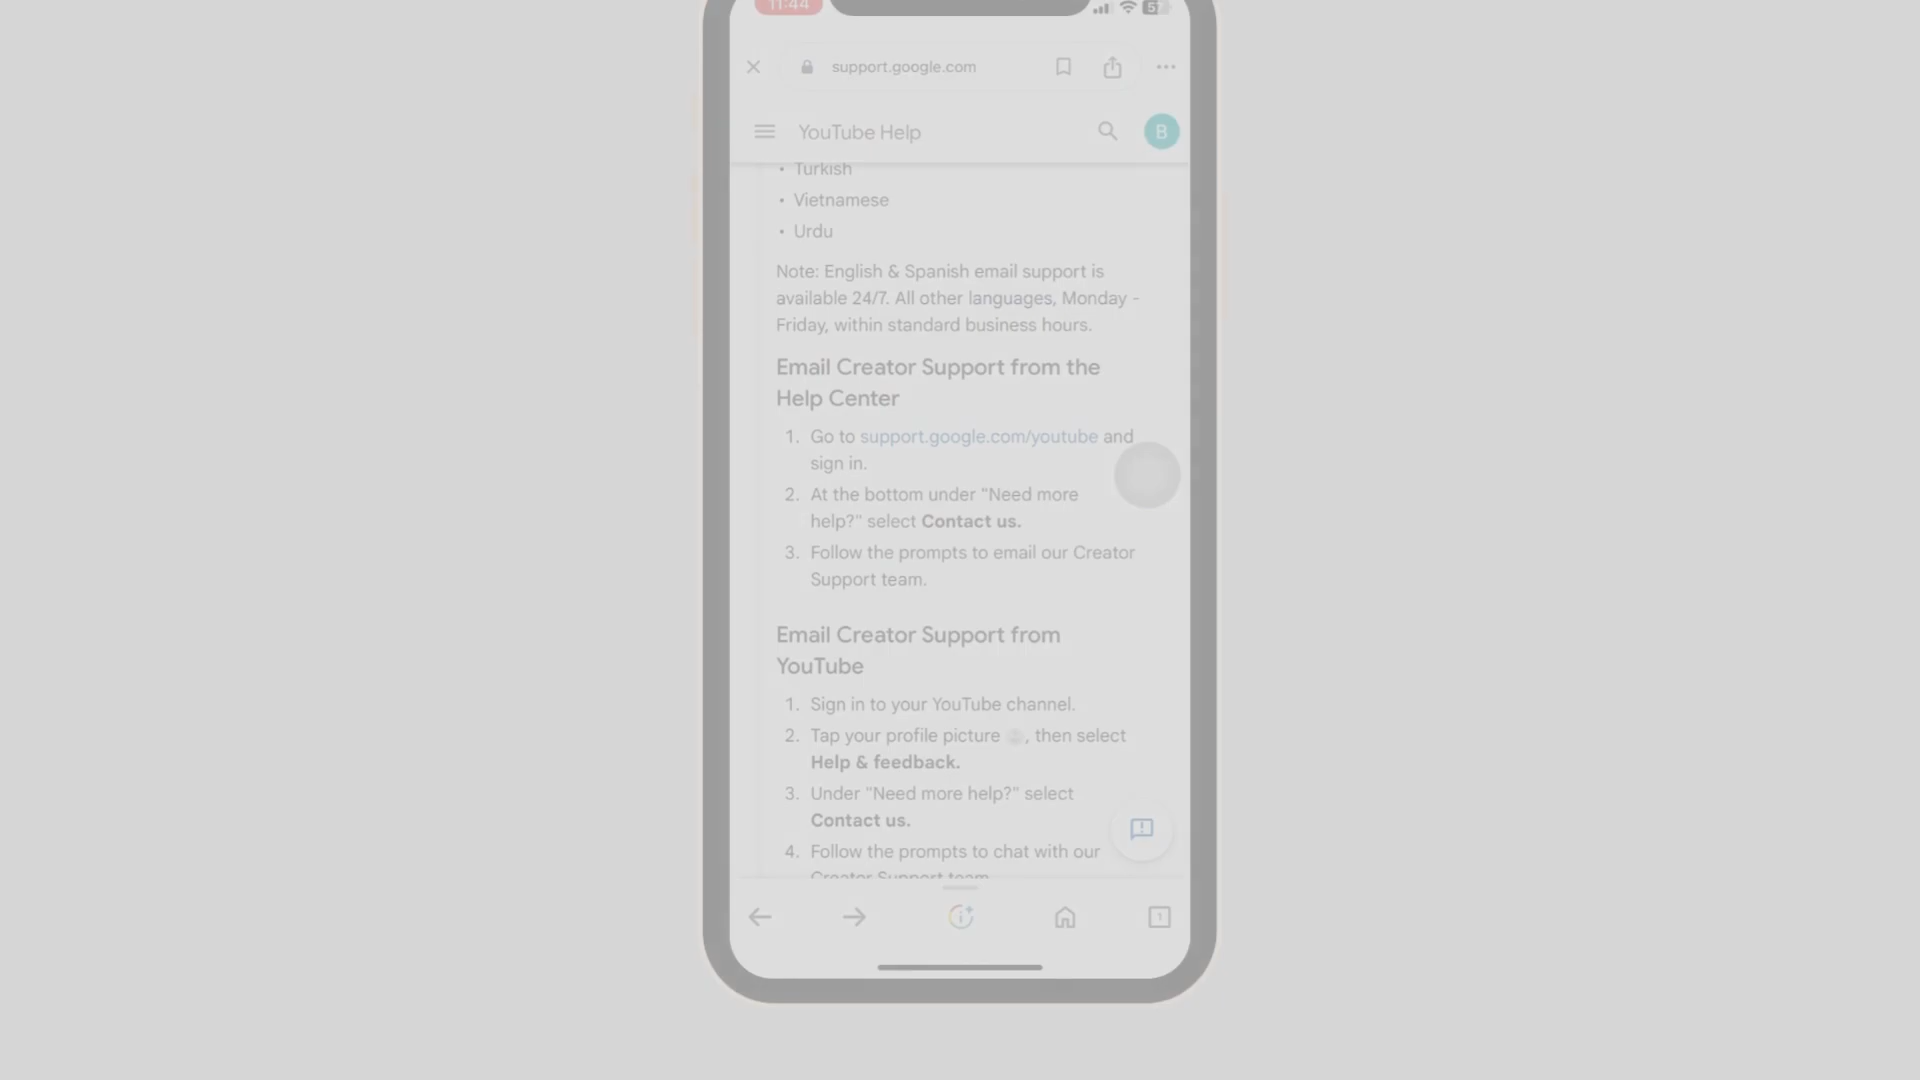 11:44
57
support.google.com
YouTube Help
B
• Turkish
• Vietnamese
• Urdu
Note: English & Spanish email support is
available 24/7. All other languages, Monday -
Friday, within standard business hours.
Email Creator Support from the
Help Center
1. Go to support.google.com/youtube and
sign in.
2. At the bottom under “Need more
help?” select Contact us.
3. Follow the prompts to email our Creator
Support team.
Email Creator Support from
YouTube
1. Sign in to your YouTube channel.
2. Tap your profile picture , then select
Help & feedback.
3. Under “Need more help?” select
Contact us.
4. Follow the prompts to chat with our
Creator Support team
1